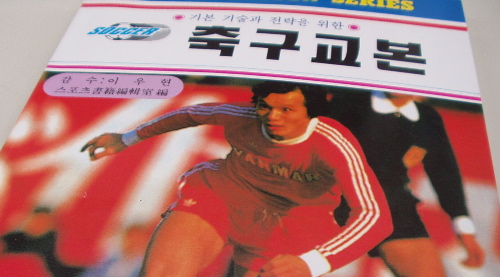 SERIES
SOCCER
기본 기술과 전략을 위한
축구교본
감 수:이 우 현
스포츠書籍編輯室 編
YANMAR